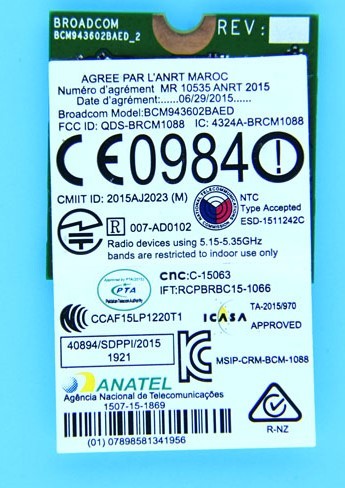 BROADCOM
BCM943602BAED_2
REV:
AGREE PAR L'ANRT MAROC
Numéro d'agrément MR 10535 ANRT 2015
Date d'agrément:.....06/29/2015......
Broadcom Model:BCM943602BAED
FCC ID: QDS-BRCM1088 IC: 4324A-BRCM1088
CE0984!
CMIIT ID: 2015AJ2023 (M)
NTC
Type Accepted
ESD-1511242C
R 007-AD0102
Radio devices using 5.15-5.35GHz
bands are restricted to indoor use only
PTA
cnc:C-15063
IFT:RCPBRBC15-1066
CCAF15LP1220T1
ICASA
TA-2015/970
APPROVED
40894/SDPPI/2015
1921
MSIP-CRM-BCM-1088
ANATEL
Agência Nacional de Telecomunicações
1507-15-1869
(01) 07898581341956
R-NZ